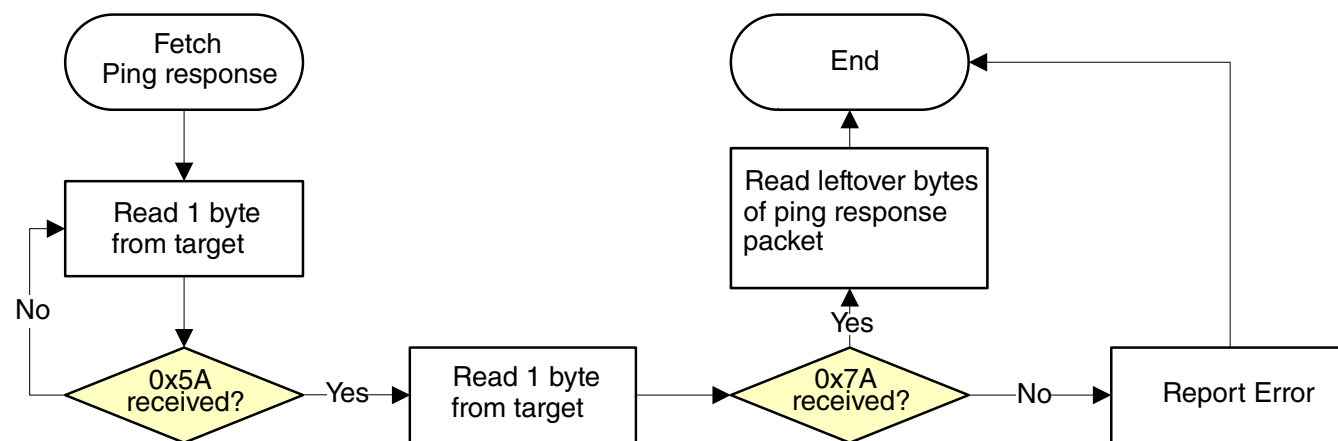 Fetch
Ping response
Read 1 byte
from target
No
0x5A
received?
Yes
Read 1 byte
from target
0x7A
received?
Yes
Read leftover bytes
of ping response
packet
End
No
Report Error